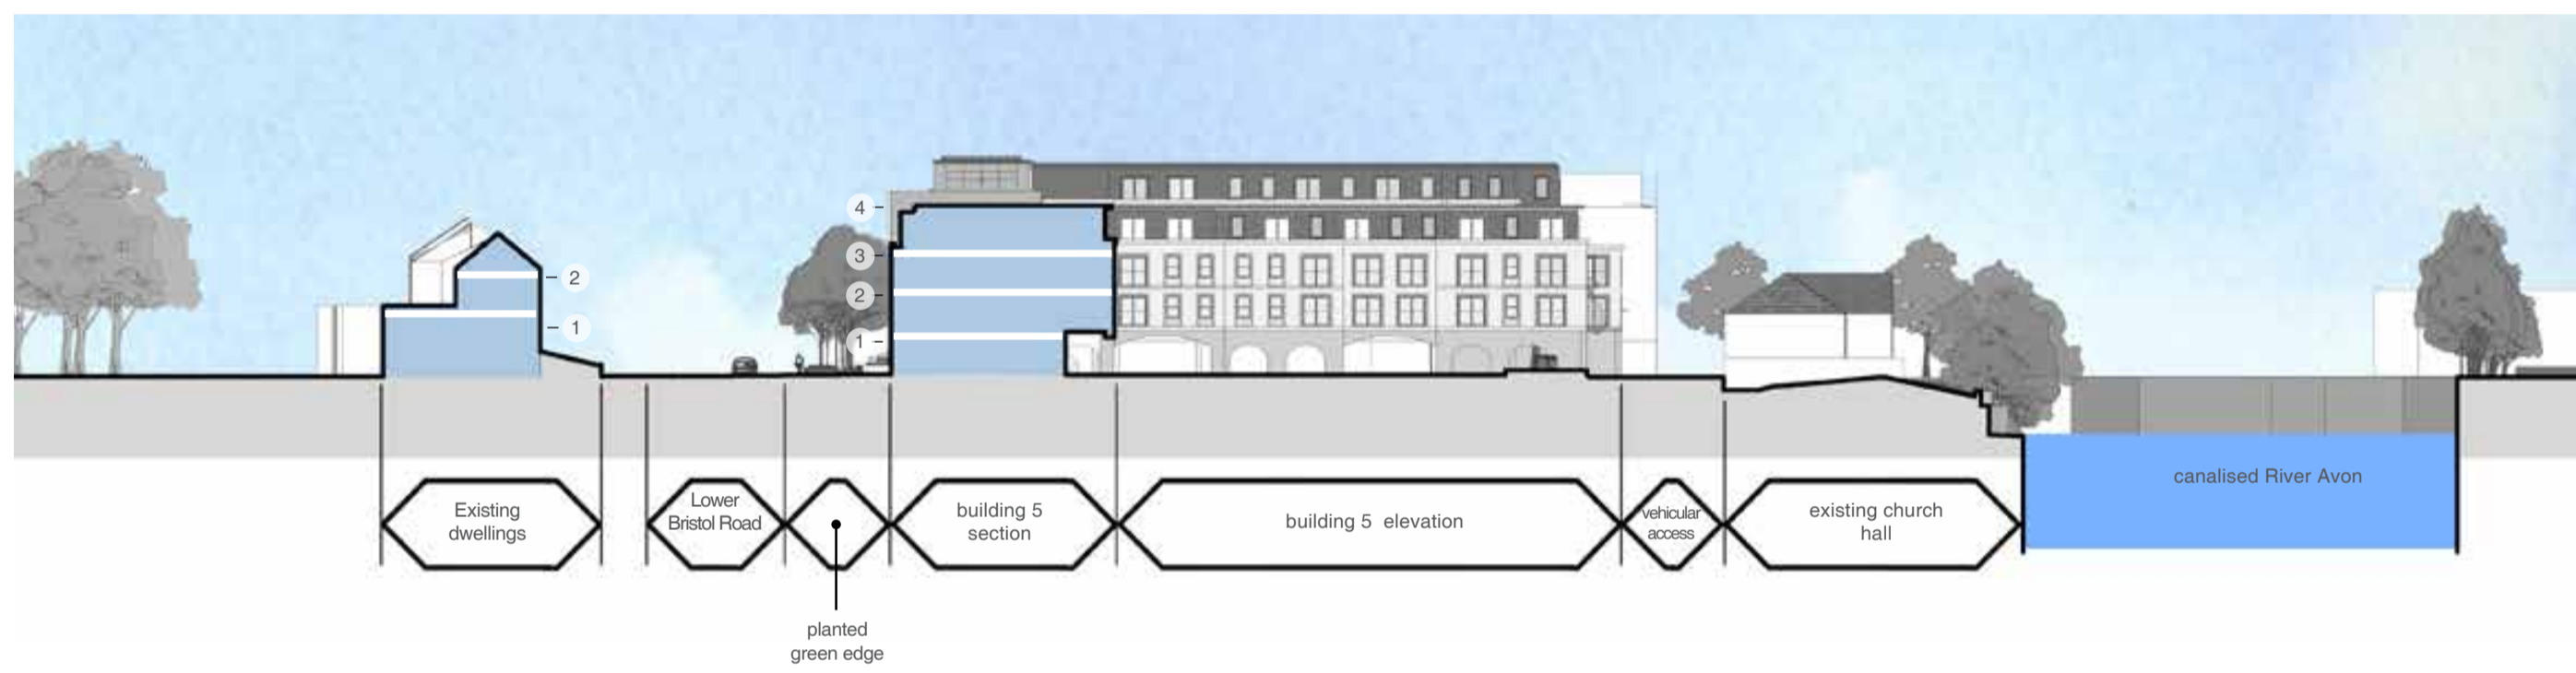 4
3
2
1
2
1
Existing
dwellings
Lower
Bristol Road
planted
green edge
building 5
section
building 5 elevation
vehicular
access
existing church
hall
canalised River Avon